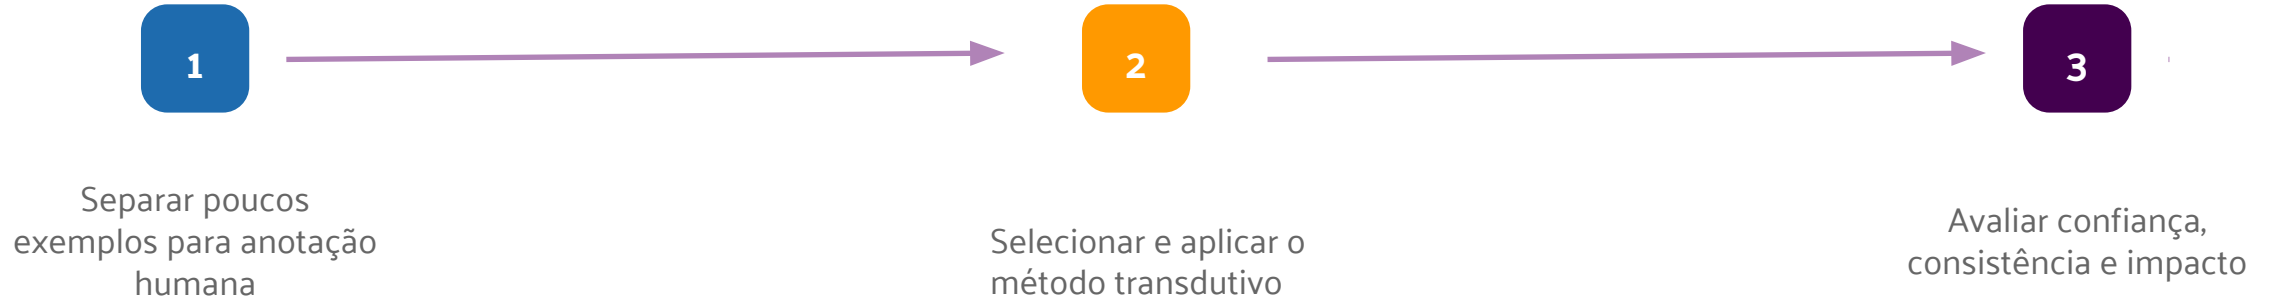 1
2
3
Separar poucos
exemplos para anotação
humana
Selecionar e aplicar o
método transdutivo
Avaliar confiança,
consistência e impacto